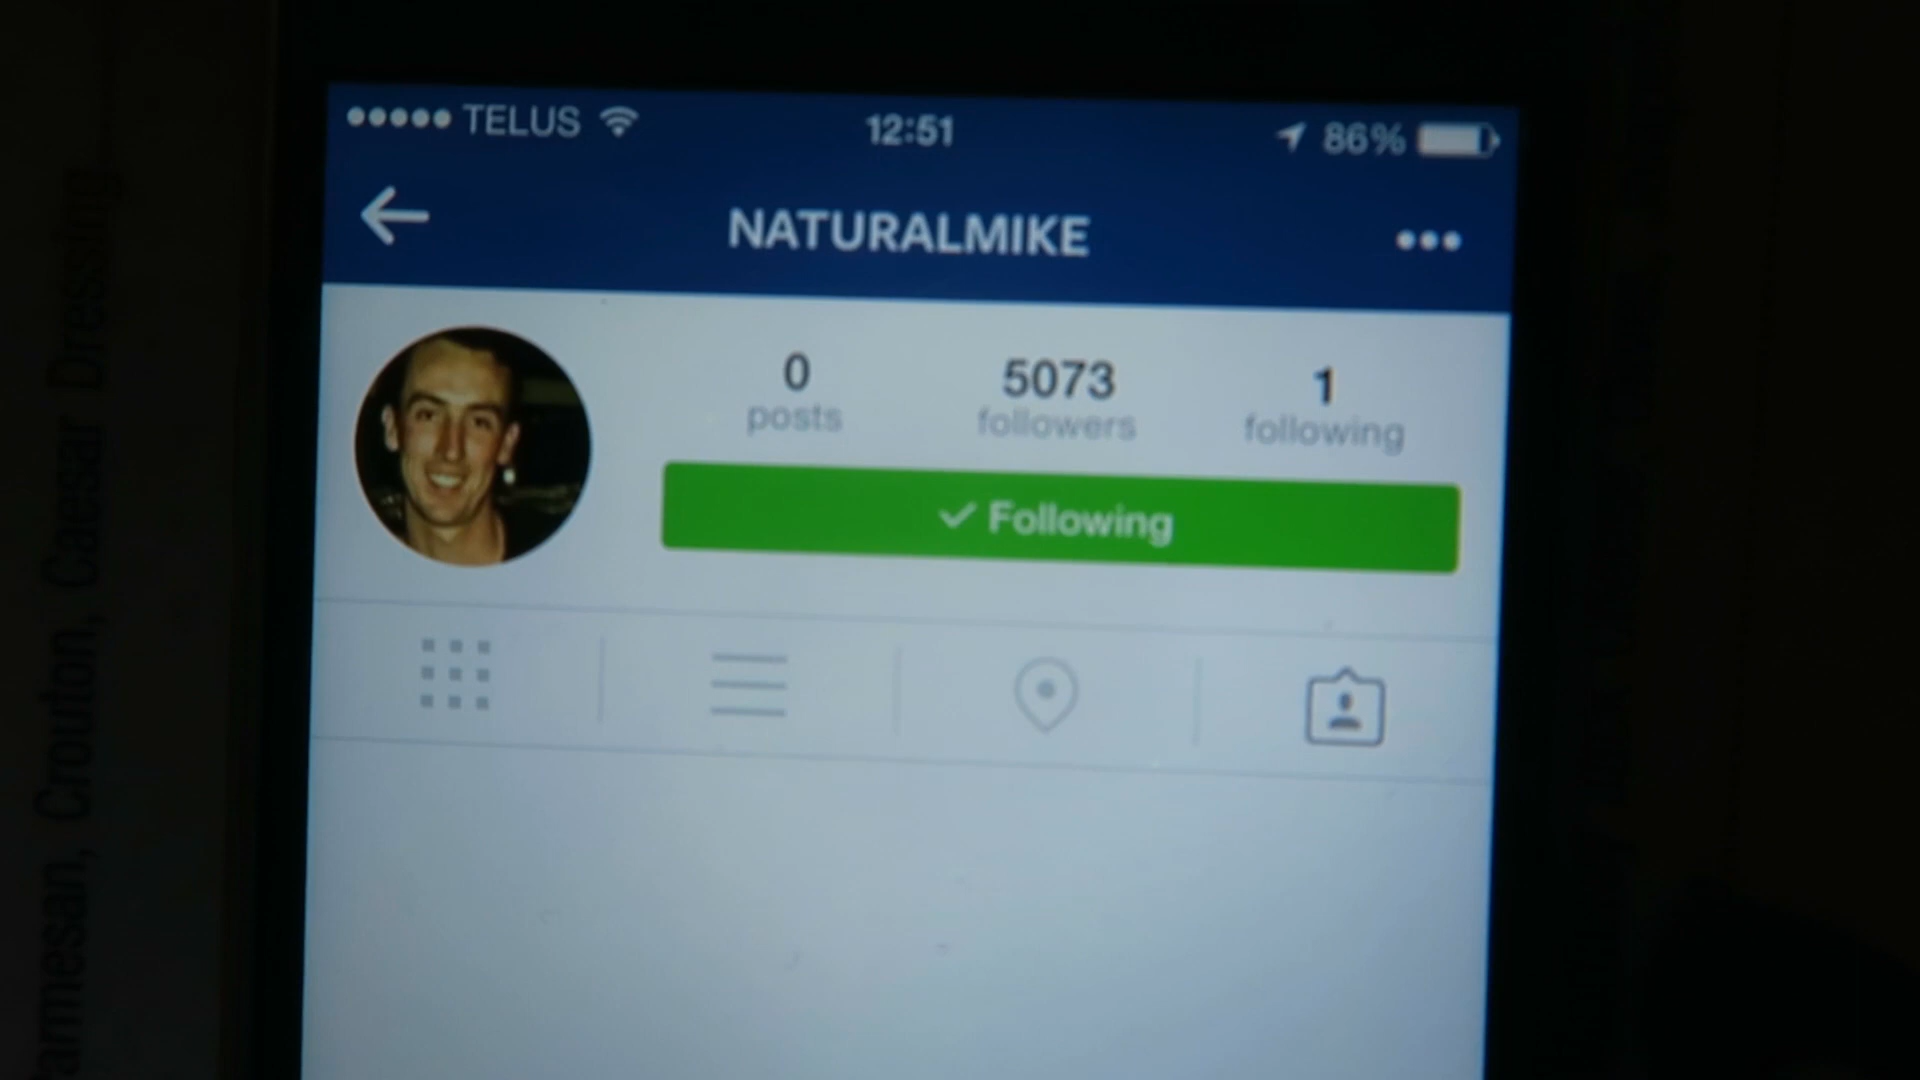 TELUS 12:51 86%
NATURALMIKE
0 5073 1
posts followers following
Following
Crouton, Caesar Dressing